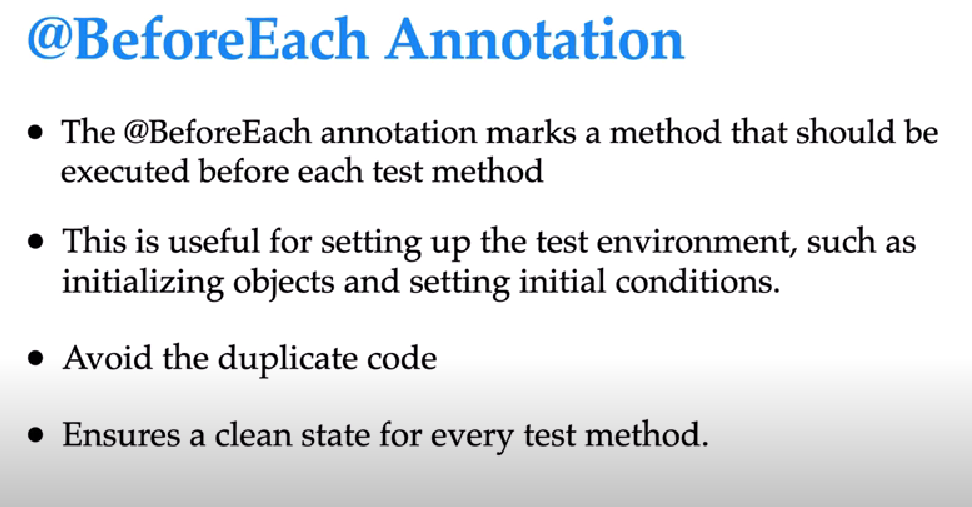 @BeforeEach Annotation
• The @BeforeEach annotation marks a method that should be
executed before each test method
• This is useful for setting up the test environment, such as
initializing objects and setting initial conditions.
• Avoid the duplicate code
• Ensures a clean state for every test method.